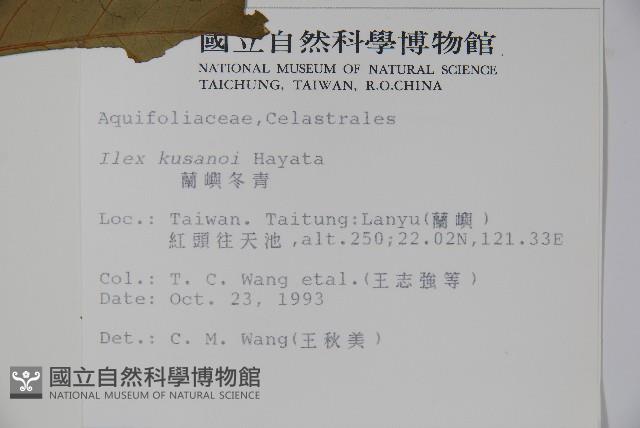 國立自然科學博物館
NATIONAL MUSEUM OF NATURAL SCIENCE
TAICHUNG, TAIWAN, R.O.CHINA
Aquifoliaceae,Celastrales
Ilex kusanoi Hayata
蘭嶼冬青
Loc.: Taiwan. Taitung:Lanyu(蘭嶼)
紅頭往天池,alt.250;22.02N,121.33E
Col.: T. C. Wang etal.(王志強等)
Date: Oct. 23, 1993
Det.: C. M. Wang(王秋美)
國立自然科學博物館
NATIONAL MUSEUM OF NATURAL SCIENCE